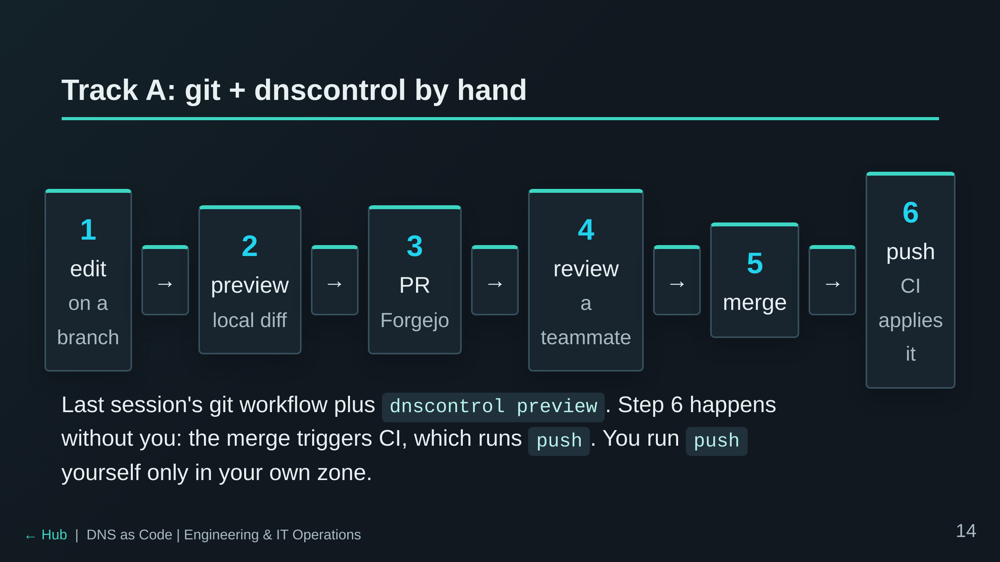 Track A: git + dnscontrol by hand
1
edit
on a
branch
→
2
preview
local diff
→
3
PR
Forgejo
→
4
review
a
teammate
→
5
merge
→
6
push
CI
applies
it
Last session's git workflow plus dnscontrol preview. Step 6 happens
without you: the merge triggers CI, which runs push. You run push
yourself only in your own zone.
← Hub | DNS as Code | Engineering & IT Operations
14